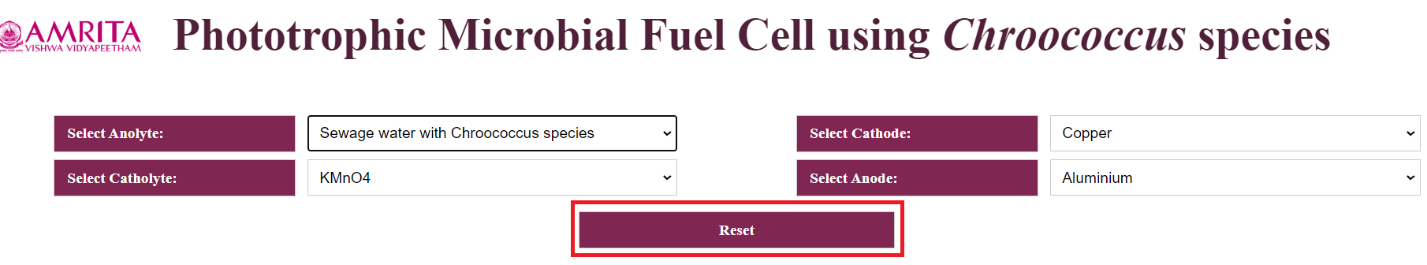 AMRITA
VISHWA VIDYAPEETHAM
Phototrophic Microbial Fuel Cell using Chroococcus species
Select Anolyte: Sewage water with Chroococcus species Select Cathode: Copper
Select Catholyte: KMnO4 Select Anode: Aluminium
Reset